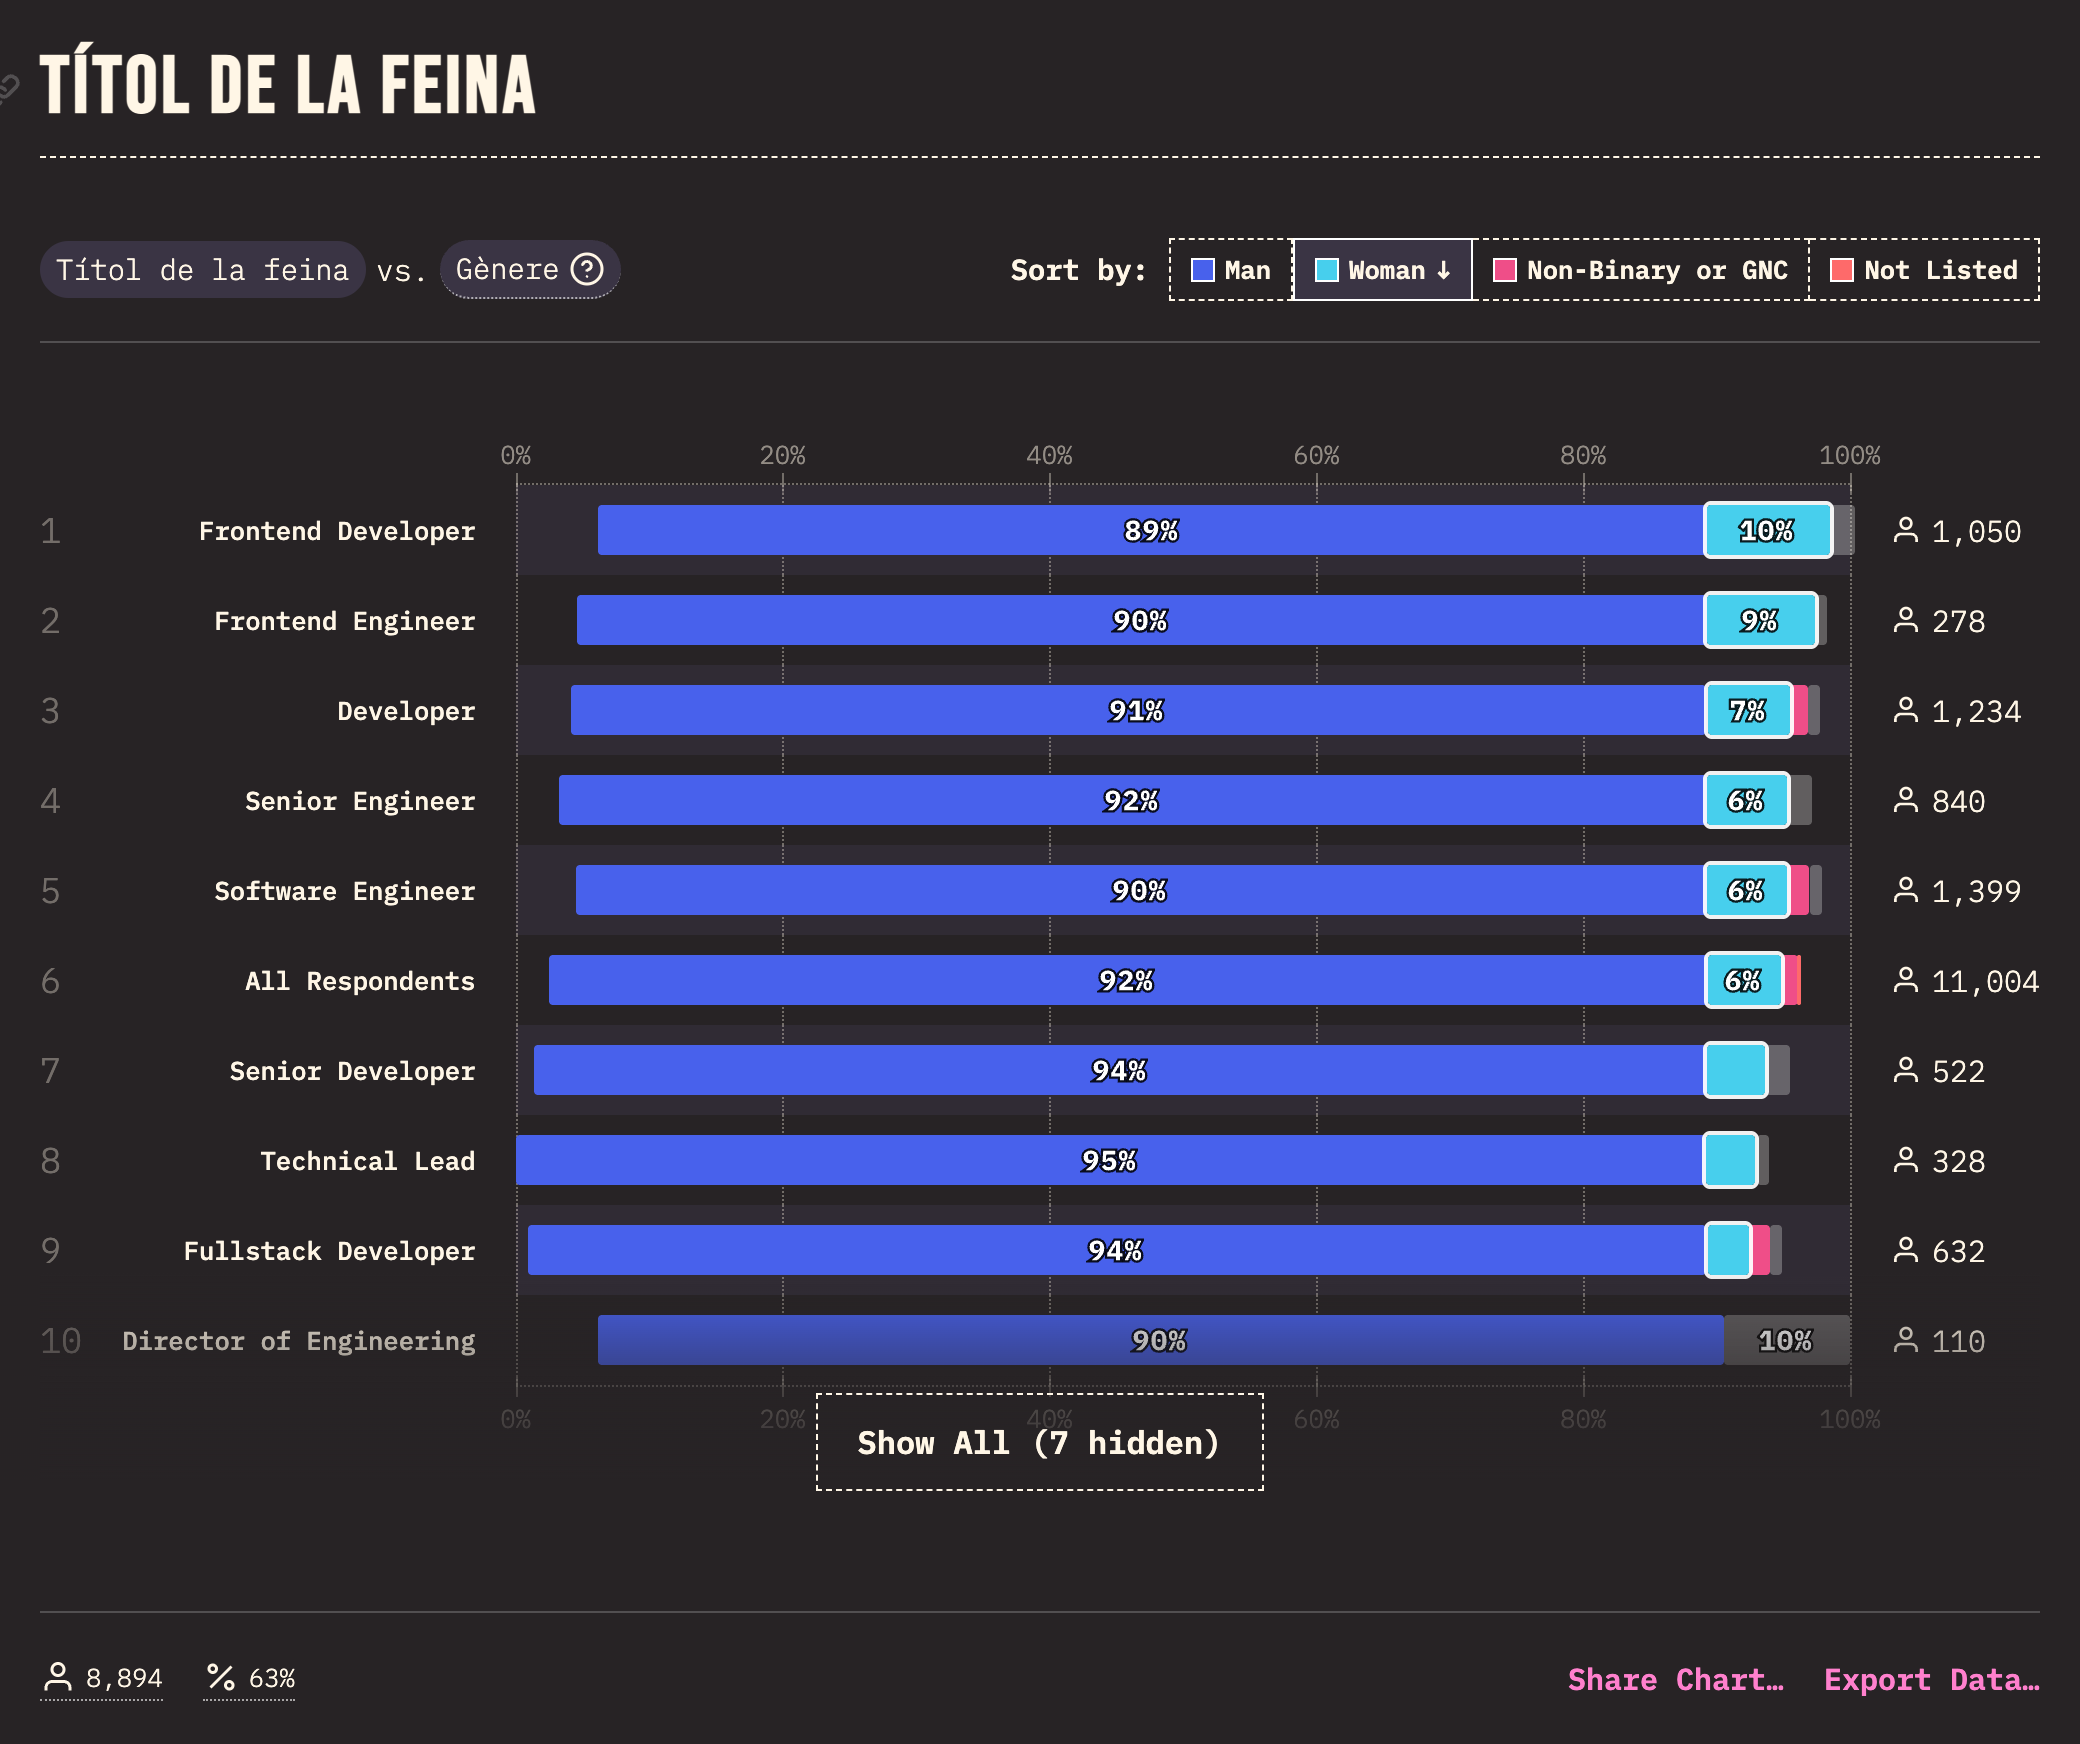 TÍTOL DE LA FEINA
Títol de la feina vs. Gènere ? Sort by: Man Woman ↓ Non-Binary or GNC Not Listed
0% 20% 40% 60% 80% 100%
1 Frontend Developer 89% 10% 1,050
2 Frontend Engineer 90% 9% 278
3 Developer 91% 7% 1,234
4 Senior Engineer 92% 6% 840
5 Software Engineer 90% 6% 1,399
6 All Respondents 92% 6% 11,004
7 Senior Developer 94% 522
8 Technical Lead 95% 328
9 Fullstack Developer 94% 632
10 Director of Engineering 90% 10% 110
0% 20% 40% 60% 80% 100%
Show All (7 hidden)
8,894 % 63% Share Chart… Export Data…